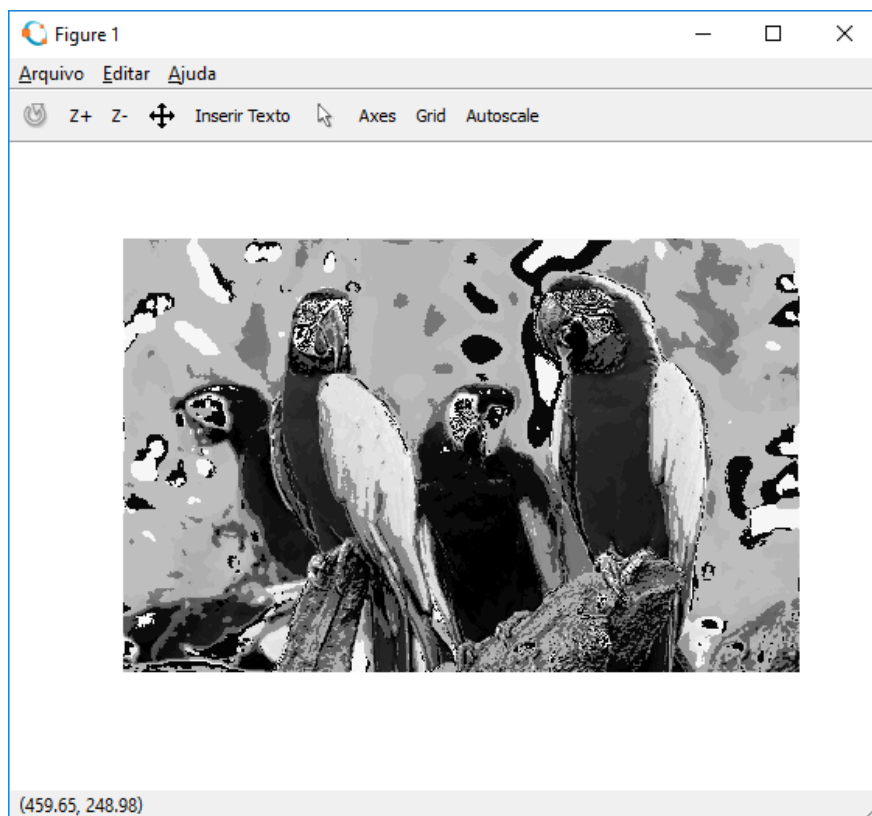 Figure 1
Arquivo Editar Ajuda
Z+ Z- Inserir Texto Axes Grid Autoscale
(459.65, 248.98)